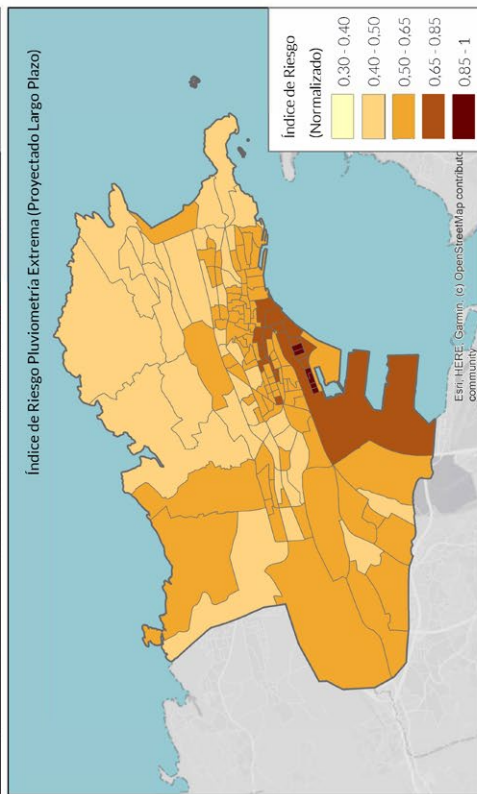 Índice de Riesgo Pluviometría Extrema (Proyectado Largo Plazo)
Índice de Riesgo
(Normalizado)
0,30 - 0.40
0,40 - 0,50
0,50 - 0,65
0,65 - 0,85
0,85 - 1
Esri, HERE, Garmin, (c) OpenStreetMap contributo
community